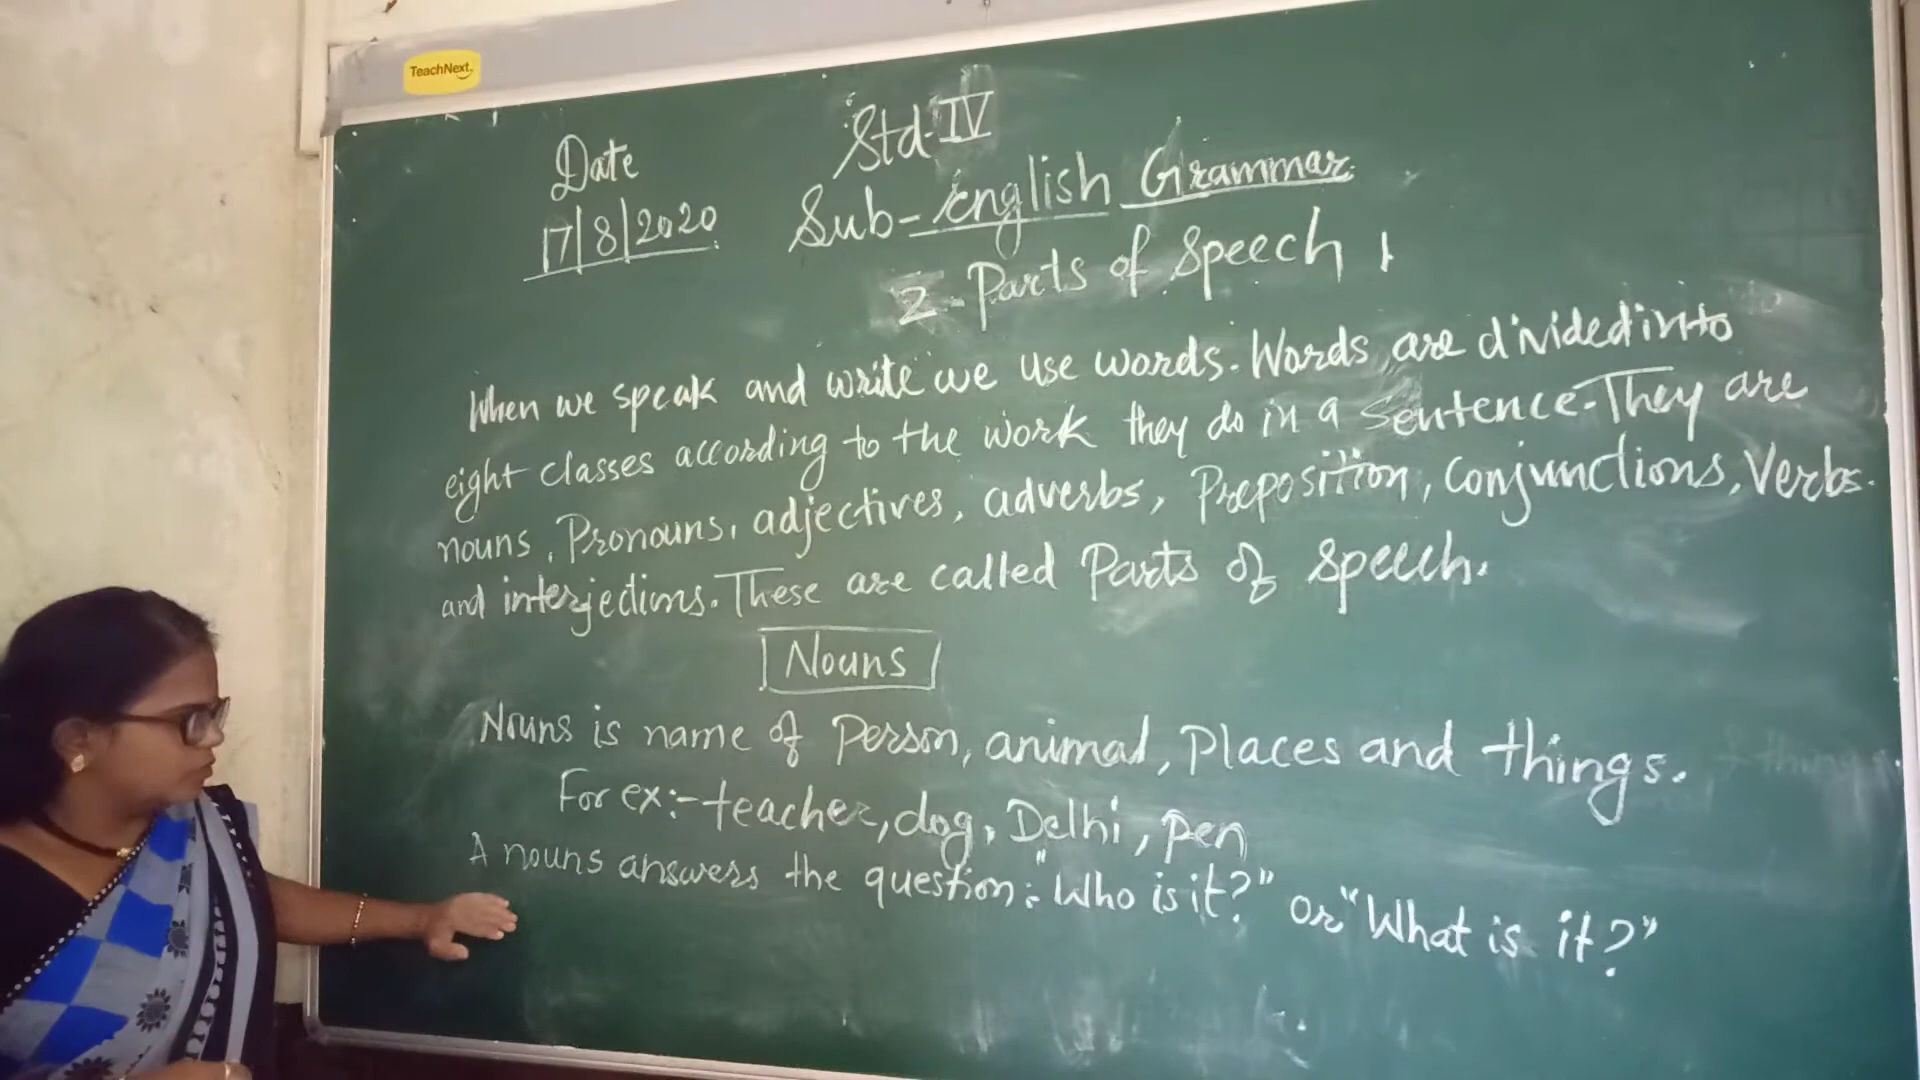 TeachNext
Std-IV
Date
17/8/2020
Sub-English Grammar
2-Parts of Speech
When we speak and write we use words. Words are divided into
eight classes according to the work they do in a sentence. They are
nouns, Pronouns, adjectives, adverbs, Preposition, Conjunctions, Verbs.
and interjections. These are called Parts of Speech.
Nouns
Nouns is name of Person, animal, Places and things.
For ex:- teacher, dog, Delhi, pen
A nouns answers the question: "Who is it?" or "What is it?"